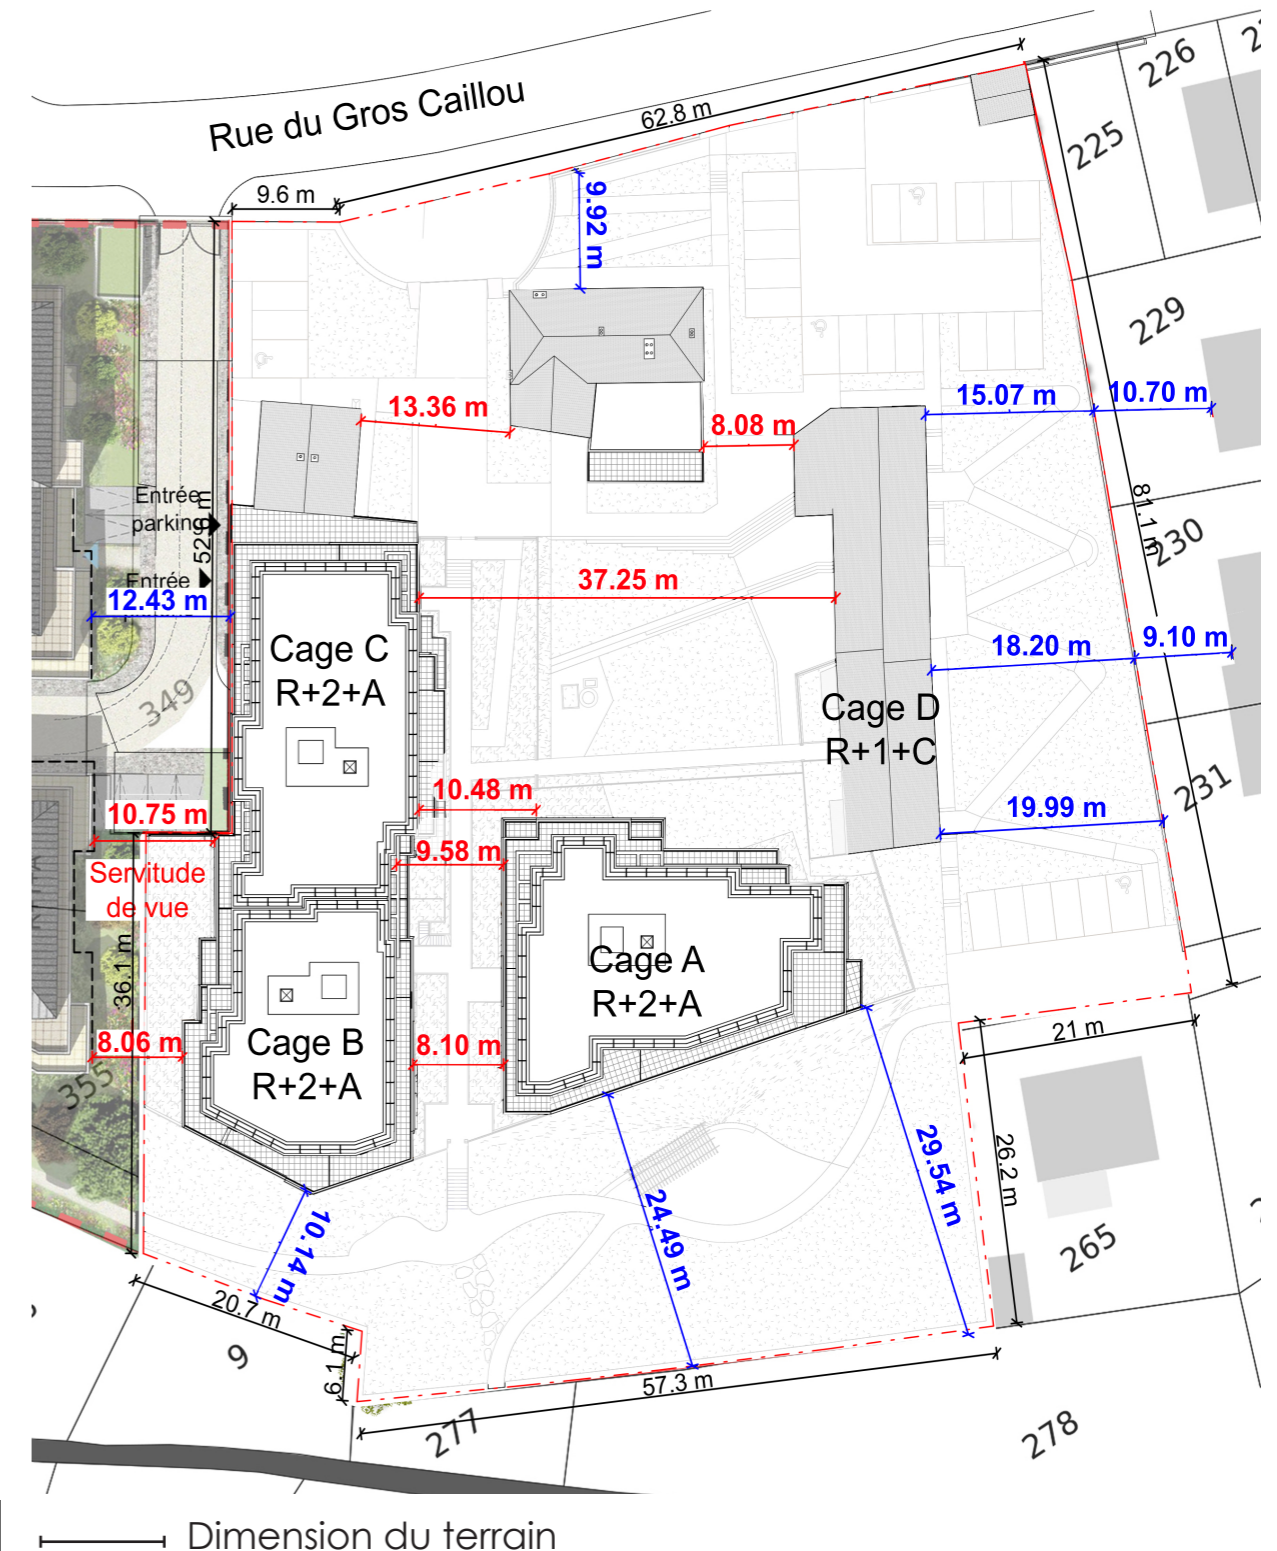 Rue du Gros Caillou
62.8 m
226
225
9.6 m
9.92 m
229
15.07 m
10.70 m
13.36 m
8.08 m
81.1 m
230
Entrée
parking
Entrée
12.43 m
37.25 m
18.20 m
9.10 m
Cage C
R+2+A
349
Cage D
R+1+C
231
10.75 m
10.48 m
19.99 m
Servitude
de vue
9.58 m
36.1 m
Cage A
R+2+A
8.06 m
Cage B
R+2+A
8.10 m
21 m
355
26.2 m
29.54 m
24.49 m
10.14 m
265
20.7 m
9
6.1 m
57.3 m
277
278
Dimension du terrain